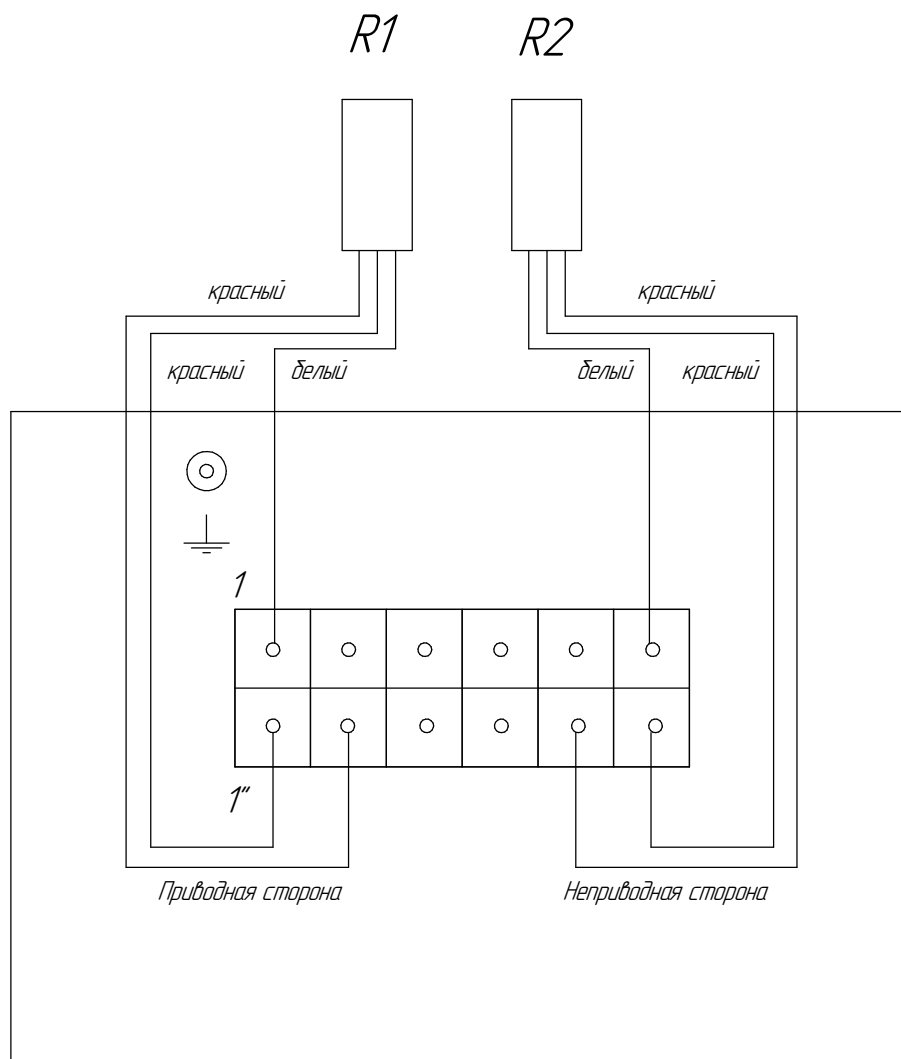 R1 R2
красный красный
красный белый белый красный
1
1"
Приводная сторона Неприводная сторона